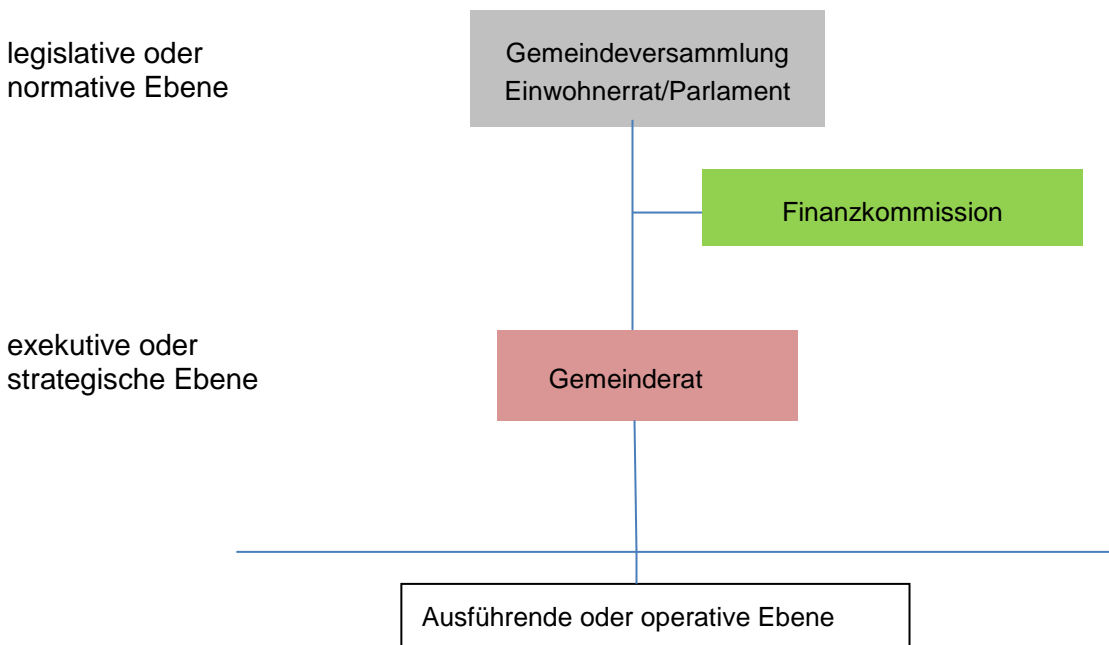 legislative oder
normative Ebene
Gemeindeversammlung
Einwohnerrat/Parlament
Finanzkommission
exekutive oder
strategische Ebene
Gemeinderat
Ausführende oder operative Ebene